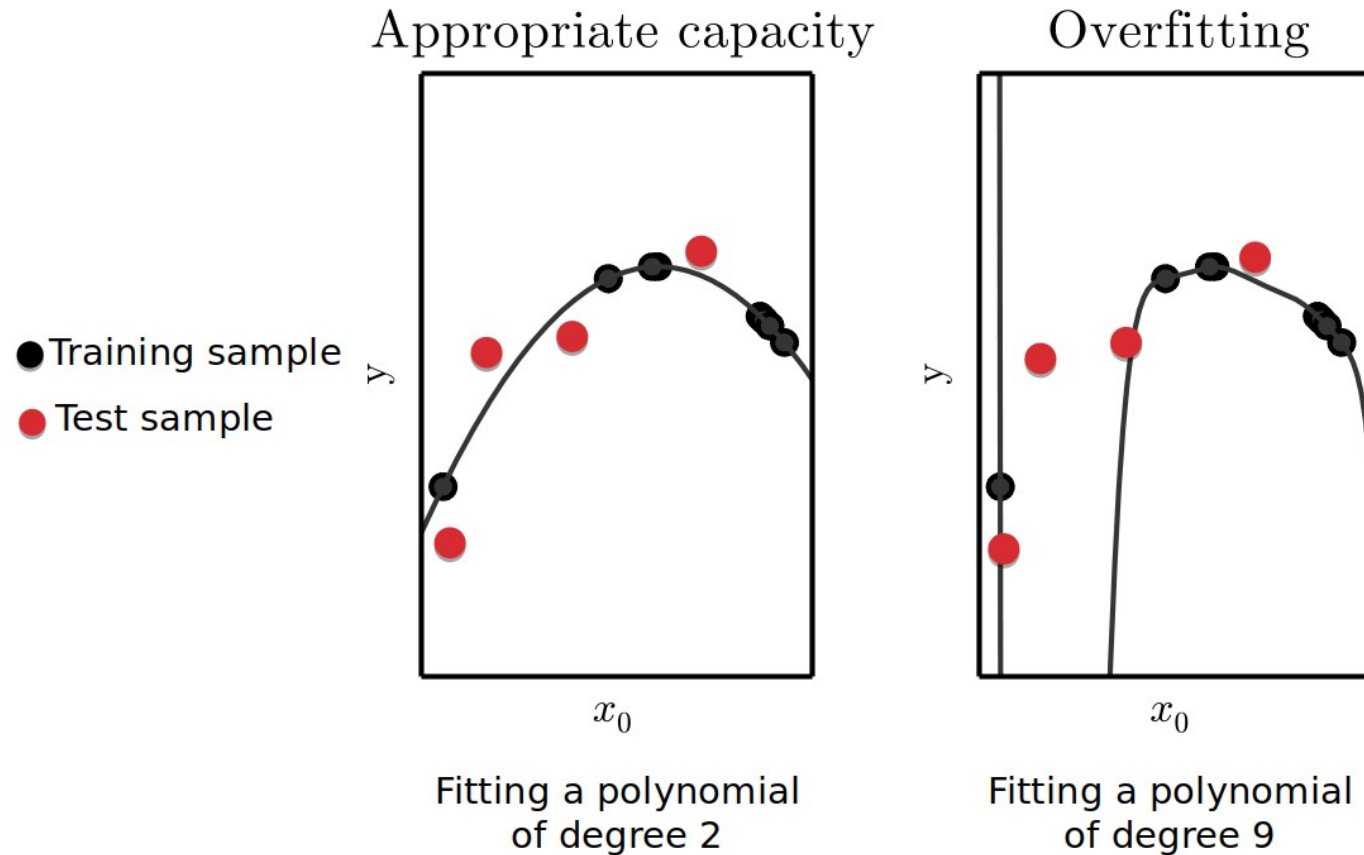 Appropriate capacity
Overfitting
Training sample
Test sample
y
y
x₀
x₀
Fitting a polynomial
of degree 2
Fitting a polynomial
of degree 9